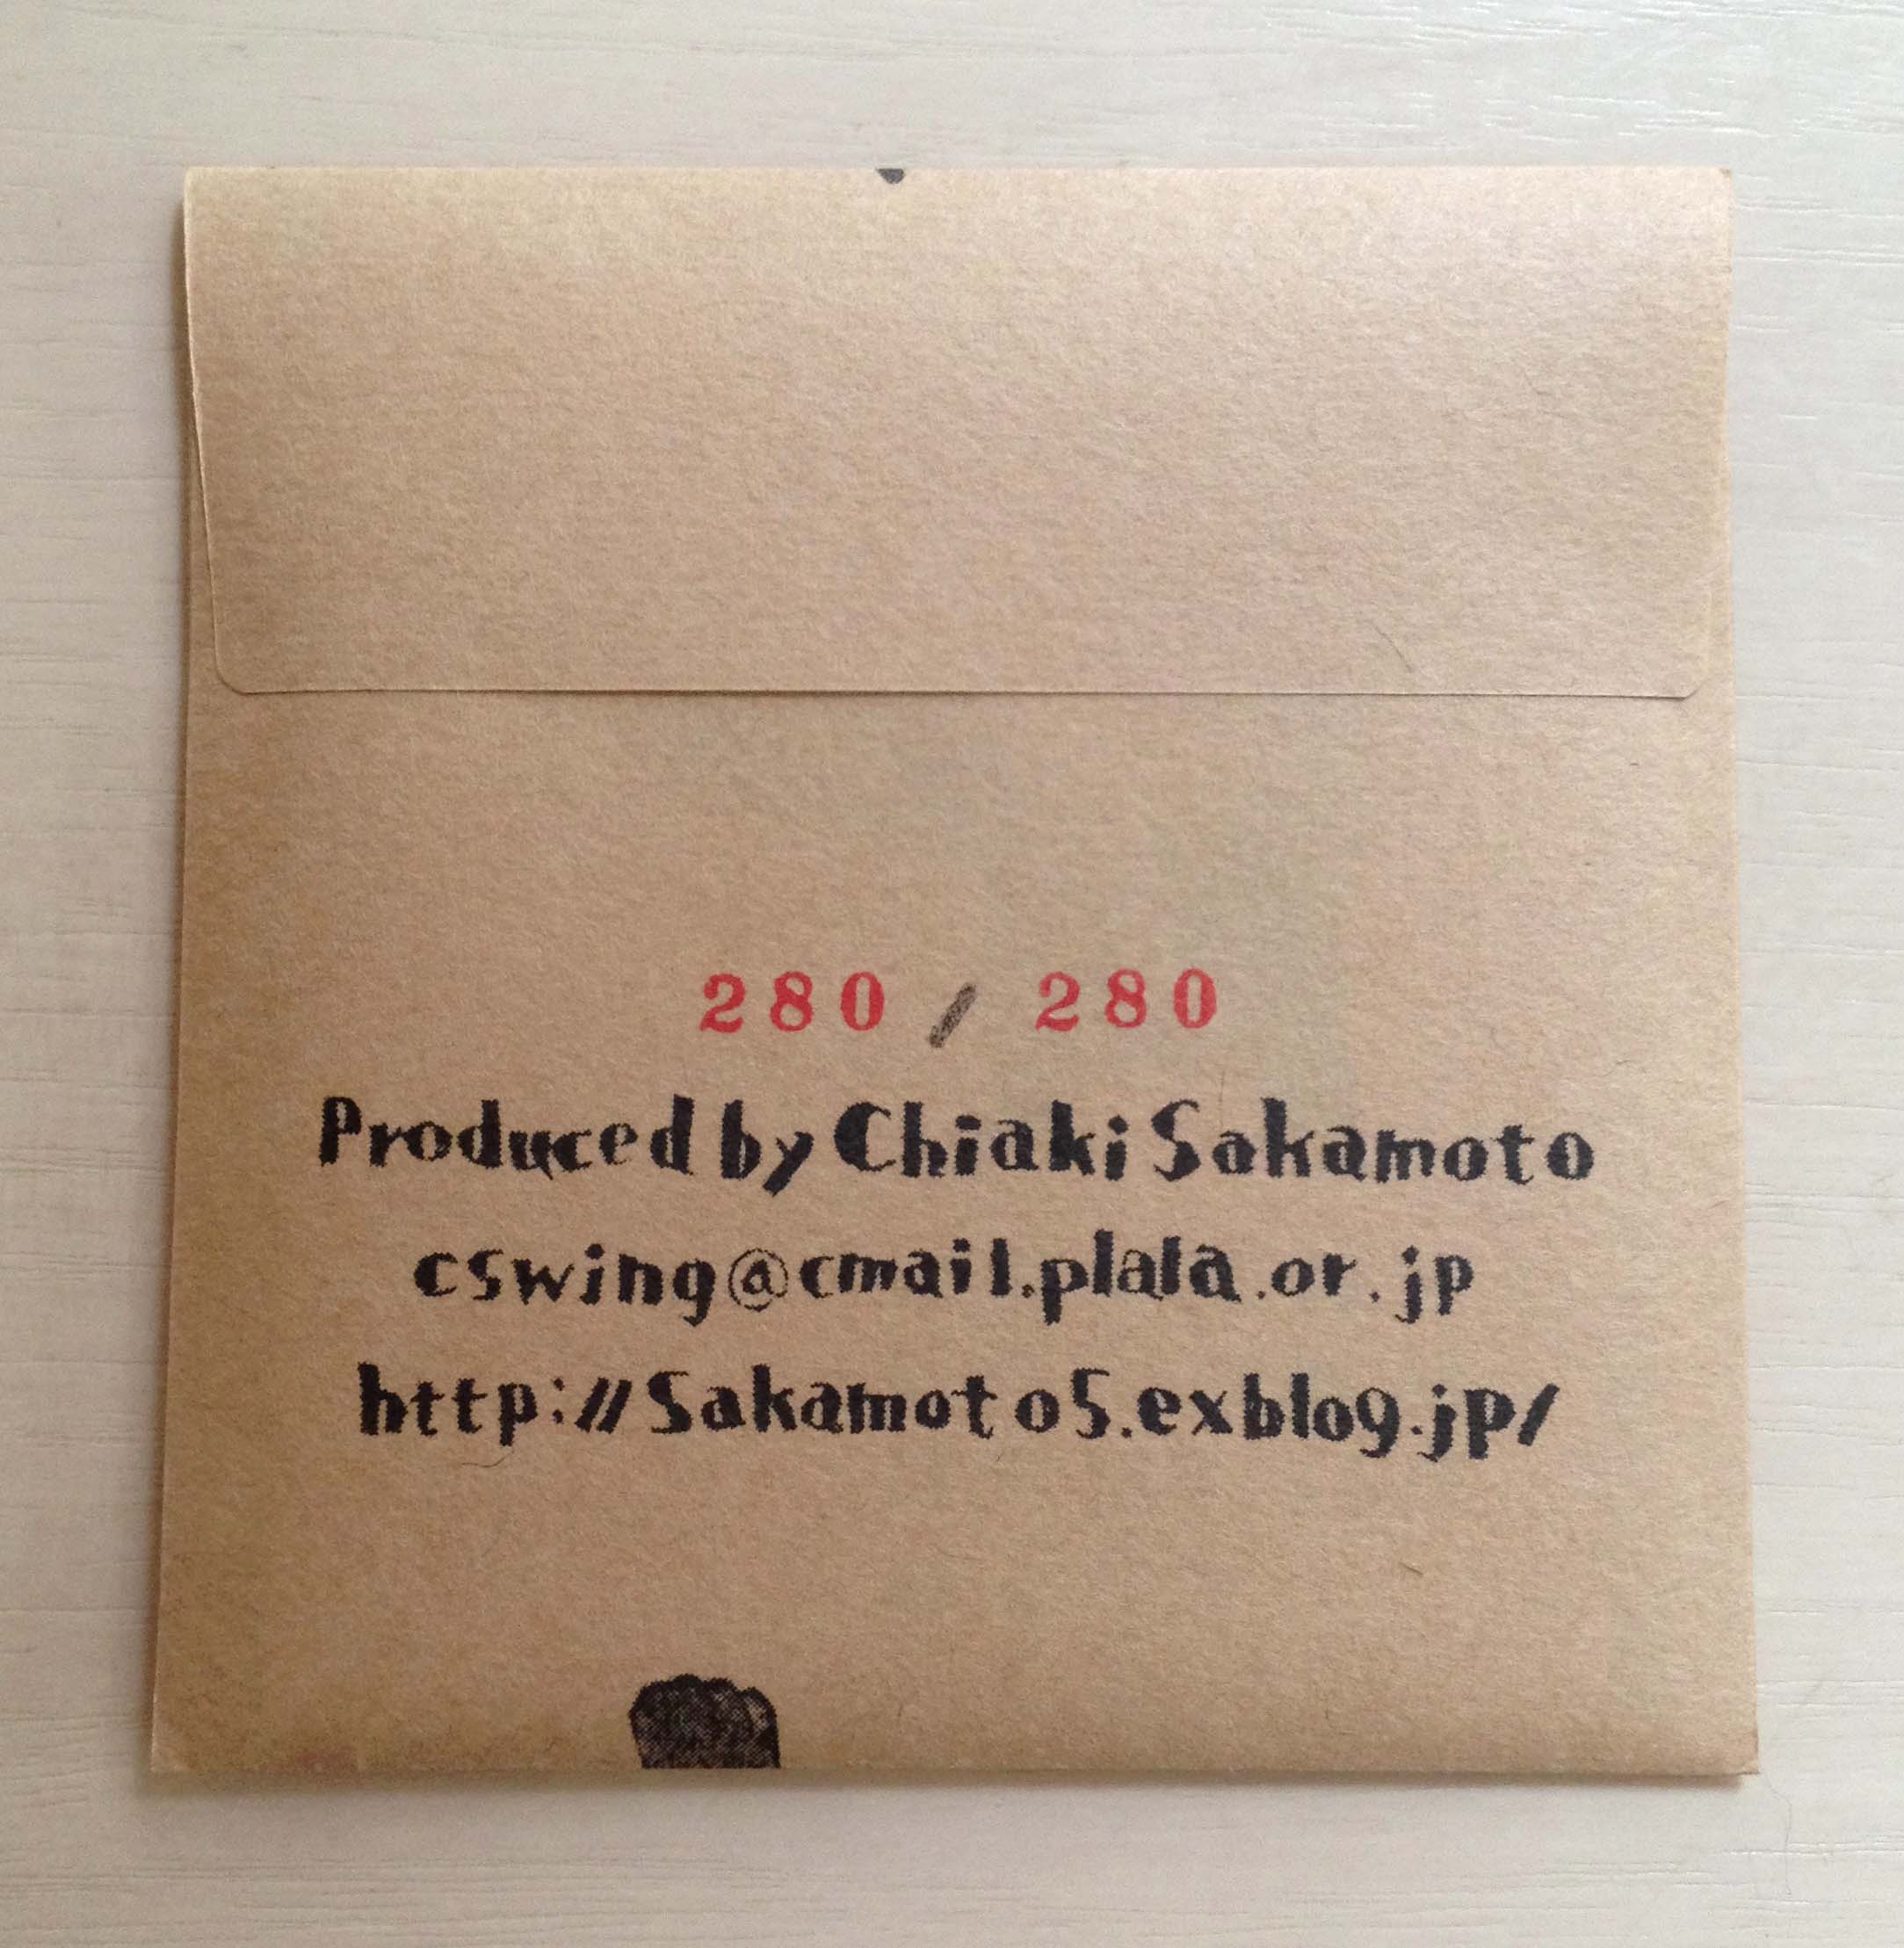 280 / 280
Produced by Chiaki Sakamoto
cswing@cmail.plala.or.jp
http://Sakamoto5.exblog.jp/